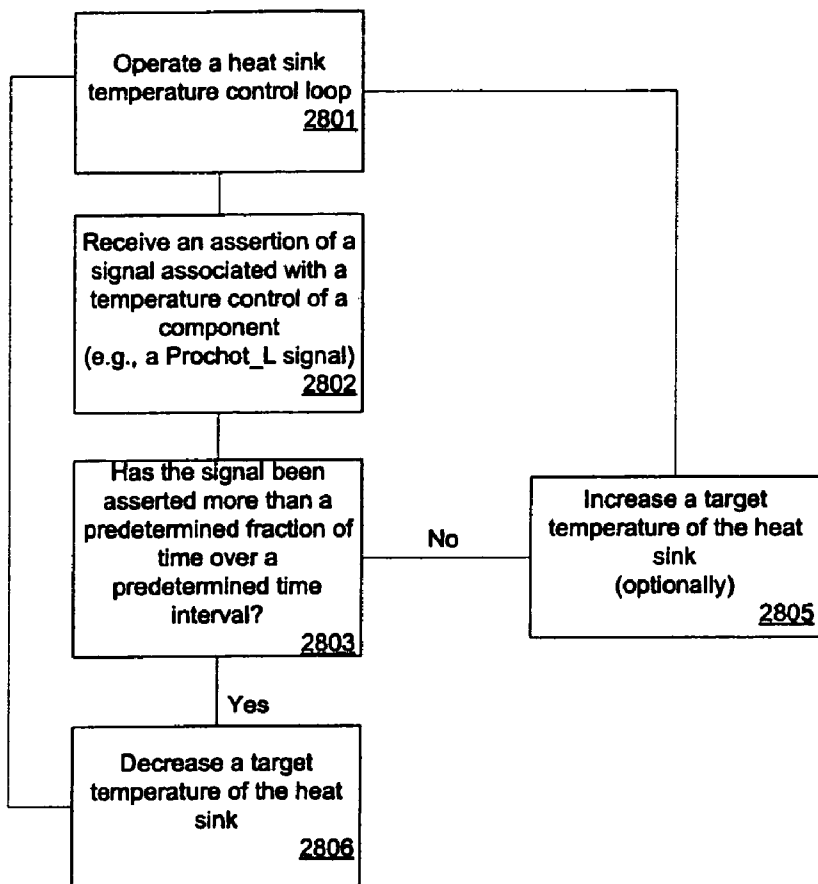 Operate a heat sink
temperature control loop
2801
Receive an assertion of a
signal associated with a
temperature control of a
component
(e.g., a Prochot_L signal)
2802
Has the signal been
asserted more than a
predetermined fraction of
time over a
predetermined time
interval?
2803
No
Increase a target
temperature of the heat
sink
(optionally)
2805
Yes
Decrease a target
temperature of the heat
sink
2806